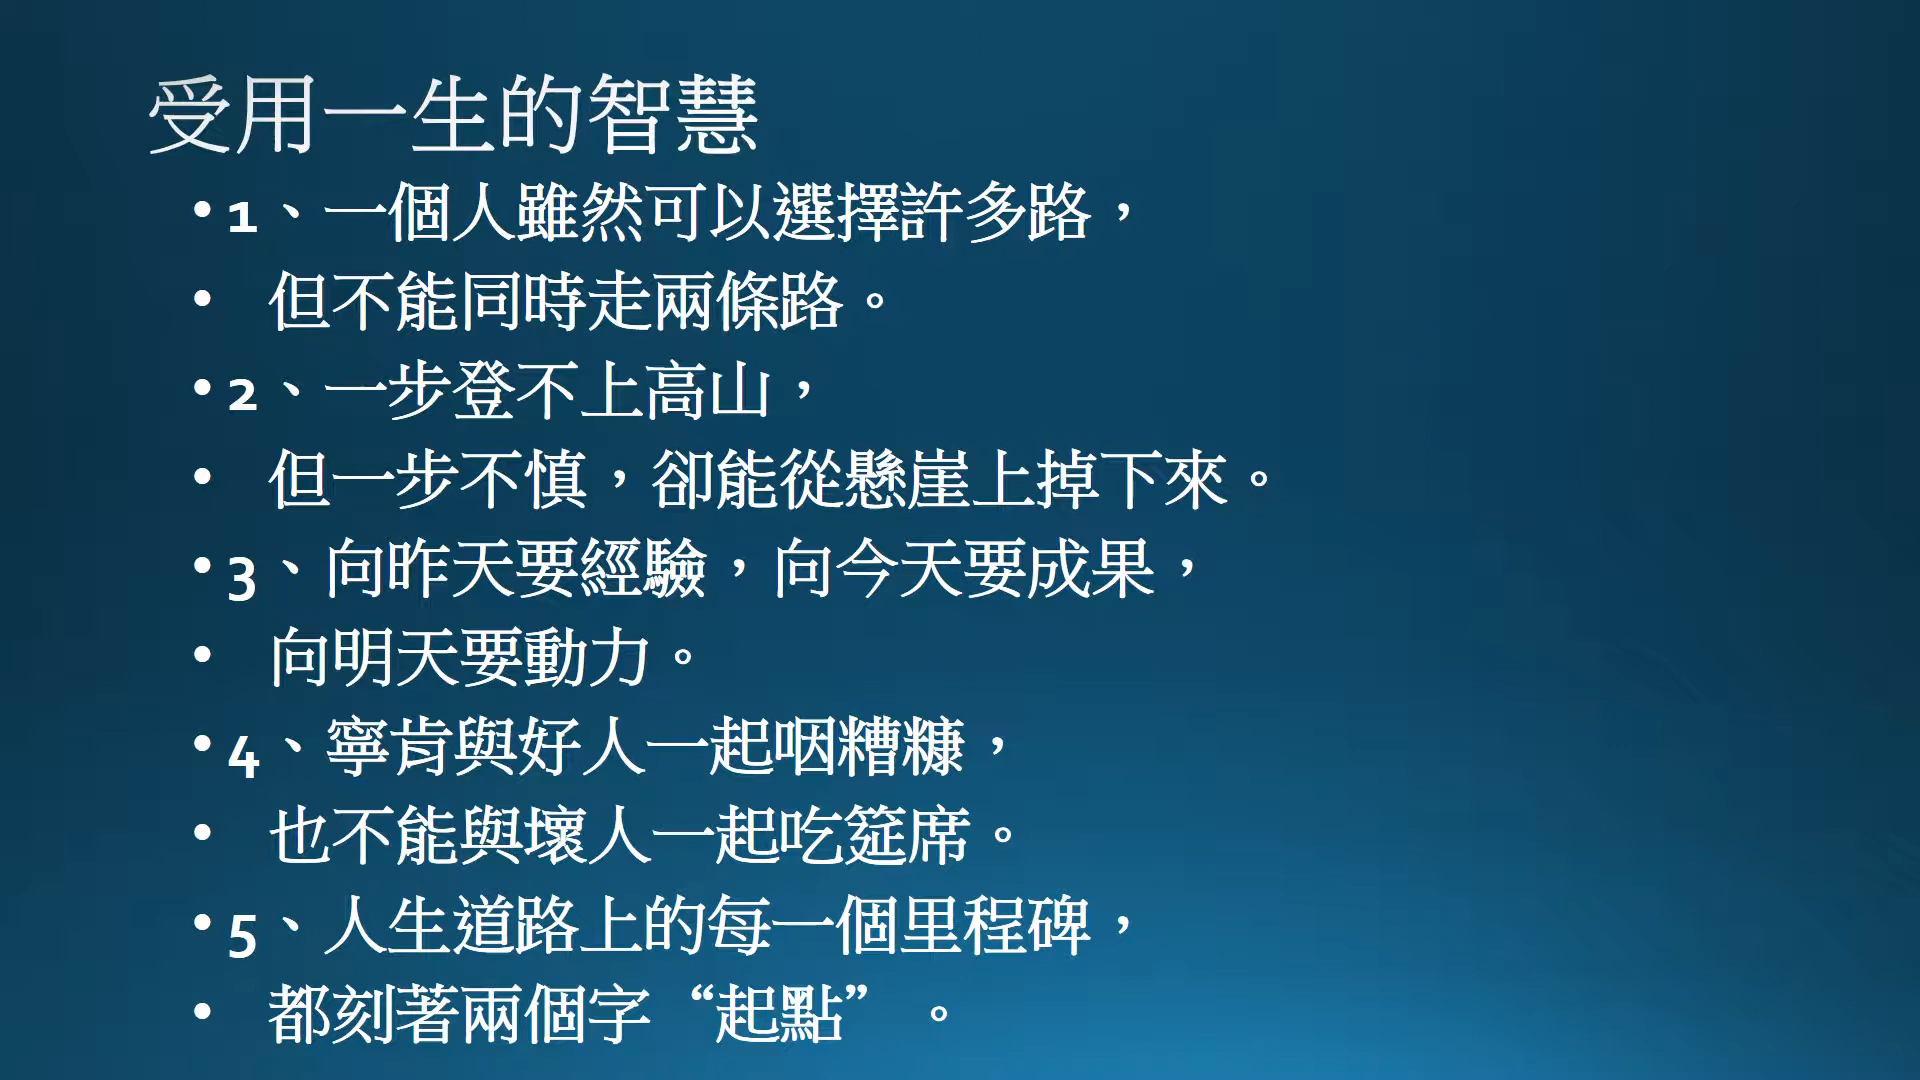 受用一生的智慧
•1、一個人雖然可以選擇許多路，
• 但不能同時走兩條路。
•2、一步登不上高山，
• 但一步不慎，卻能從懸崖上掉下來。
•3、向昨天要經驗，向今天要成果，
• 向明天要動力。
•4、寧肯與好人一起咽糟糠，
• 也不能與壞人一起吃筵席。
•5、人生道路上的每一個里程碑，
• 都刻著兩個字“起點” 。